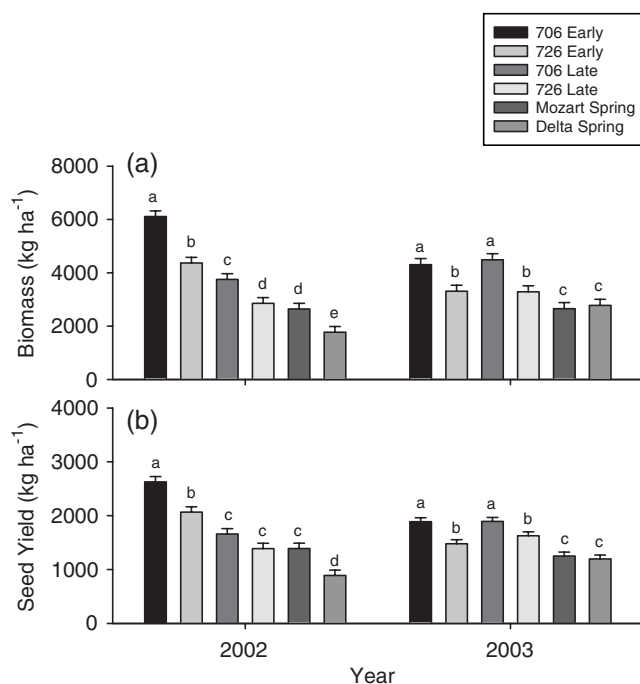 706 Early
726 Early
706 Late
726 Late
Mozart Spring
Delta Spring
(a)
Biomass (kg ha⁻¹)
8000
6000
4000
2000
0
a b c d d e
a b a b c c
(b)
Seed Yield (kg ha⁻¹)
4000
3000
2000
1000
0
a b c c c d
a b a b c c
2002 2003
Year